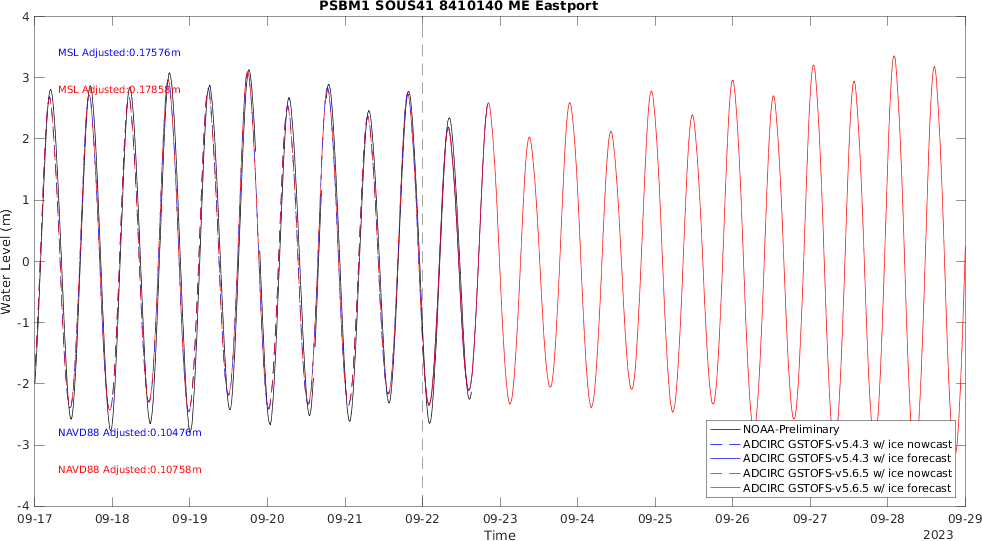 PSBM1 SOUS41 8410140 ME Eastport
4
3
2
1
0
-1
-2
-3
-4
Water Level (m)
MSL Adjusted:0.17576m
MSL Adjusted:0.17858m
NAVD88 Adjusted:0.10476m
NAVD88 Adjusted:0.10758m
NOAA-Preliminary
ADCIRC GSTOFS-v5.4.3 w/ ice nowcast
ADCIRC GSTOFS-v5.4.3 w/ ice forecast
ADCIRC GSTOFS-v5.6.5 w/ ice nowcast
ADCIRC GSTOFS-v5.6.5 w/ ice forecast
09-17 09-18 09-19 09-20 09-21 09-22 09-23 09-24 09-25 09-26 09-27 09-28 09-29
Time
2023